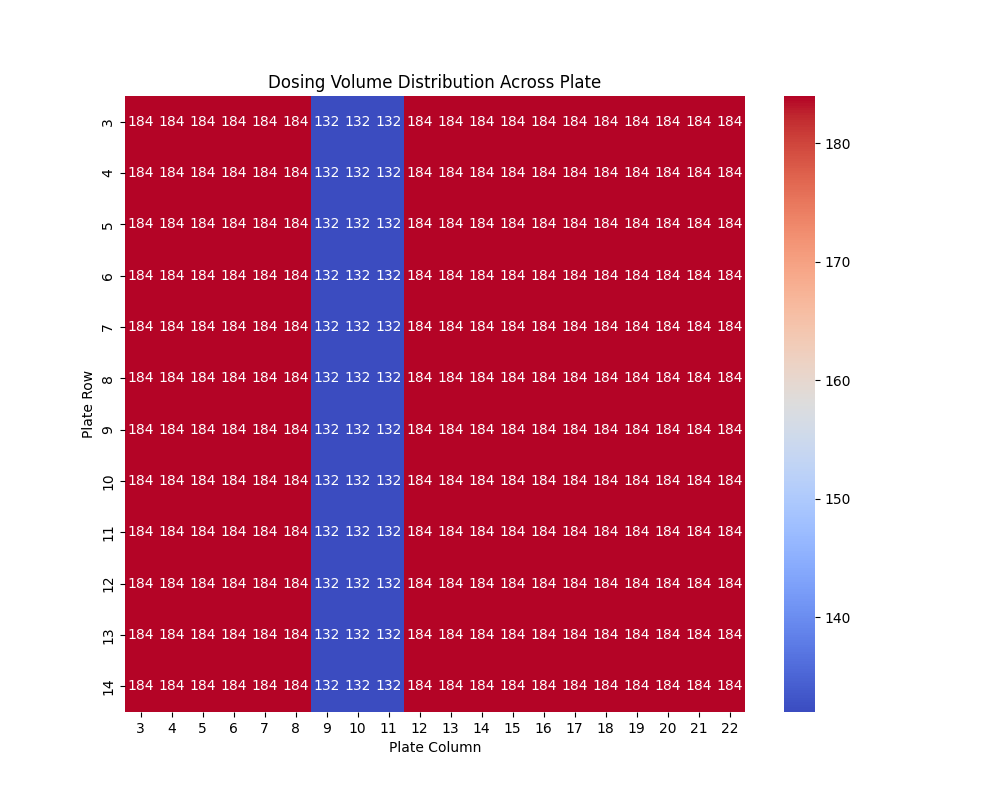 Dosing Volume Distribution Across Plate
3 184 184 184 184 184 184 132 132 132 184 184 184 184 184 184 184 184 184 184 184
4 184 184 184 184 184 184 132 132 132 184 184 184 184 184 184 184 184 184 184 184
5 184 184 184 184 184 184 132 132 132 184 184 184 184 184 184 184 184 184 184 184
6 184 184 184 184 184 184 132 132 132 184 184 184 184 184 184 184 184 184 184 184
7 184 184 184 184 184 184 132 132 132 184 184 184 184 184 184 184 184 184 184 184
8 184 184 184 184 184 184 132 132 132 184 184 184 184 184 184 184 184 184 184 184
9 184 184 184 184 184 184 132 132 132 184 184 184 184 184 184 184 184 184 184 184
10 184 184 184 184 184 184 132 132 132 184 184 184 184 184 184 184 184 184 184 184
11 184 184 184 184 184 184 132 132 132 184 184 184 184 184 184 184 184 184 184 184
12 184 184 184 184 184 184 132 132 132 184 184 184 184 184 184 184 184 184 184 184
13 184 184 184 184 184 184 132 132 132 184 184 184 184 184 184 184 184 184 184 184
14 184 184 184 184 184 184 132 132 132 184 184 184 184 184 184 184 184 184 184 184
3 4 5 6 7 8 9 10 11 12 13 14 15 16 17 18 19 20 21 22
Plate Column
Plate Row
180
170
160
150
140